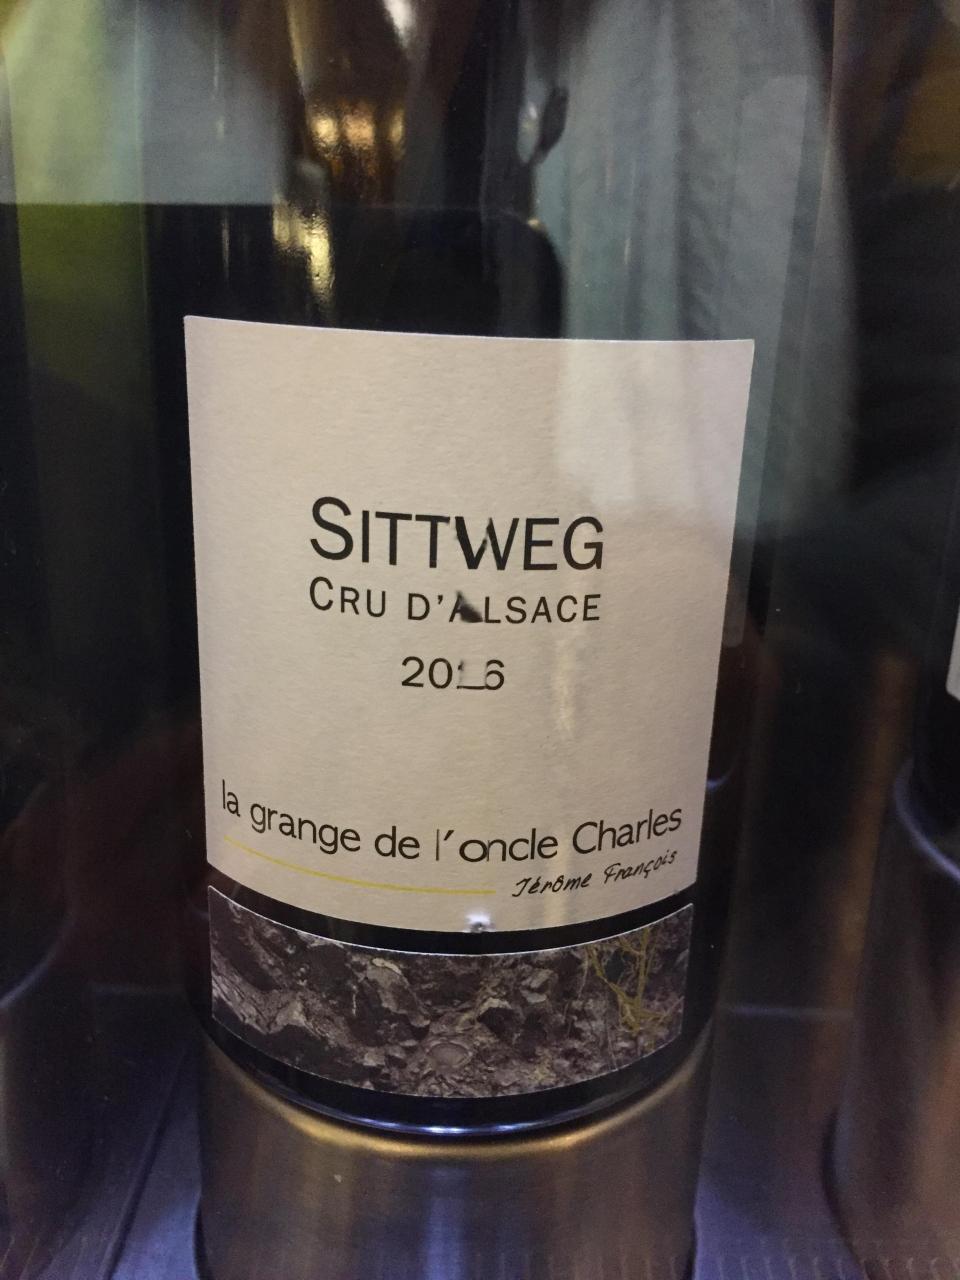 SITTWEG
CRU D'ALSACE
2016
la grange de l'oncle Charles
Jérôme François